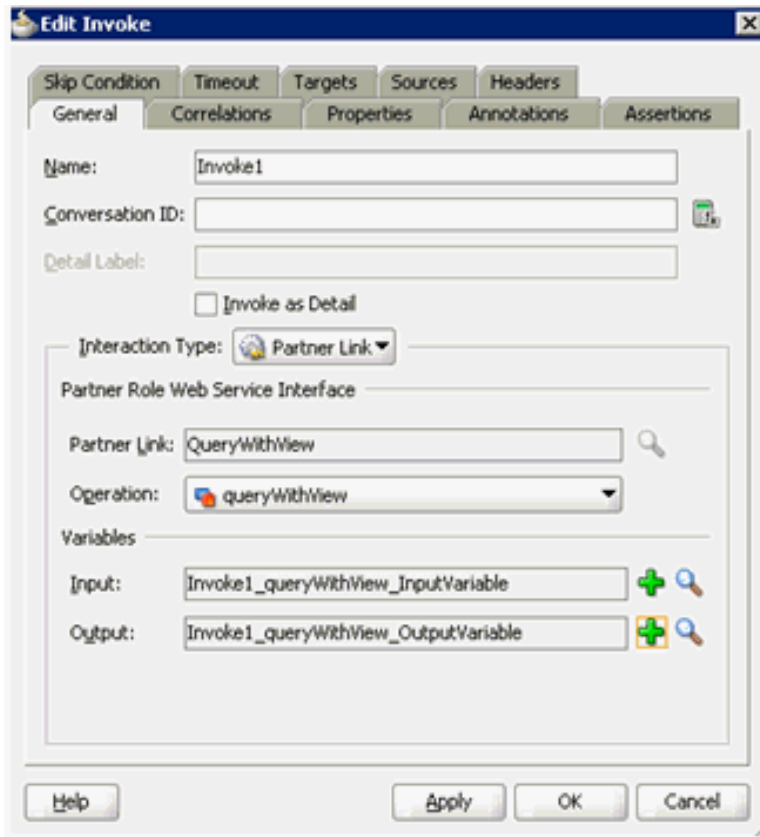 Edit Invoke
Skip Condition Timeout Targets Sources Headers
General Correlations Properties Annotations Assertions
Name: Invoke1
Conversation ID:
Detail Label:
Invoke as Detail
Interaction Type: Partner Link
Partner Role Web Service Interface
Partner Link: QueryWithView
Operation: queryWithView
Variables
Input: Invoke1_queryWithView_InputVariable
Output: Invoke1_queryWithView_OutputVariable
Help Apply OK Cancel